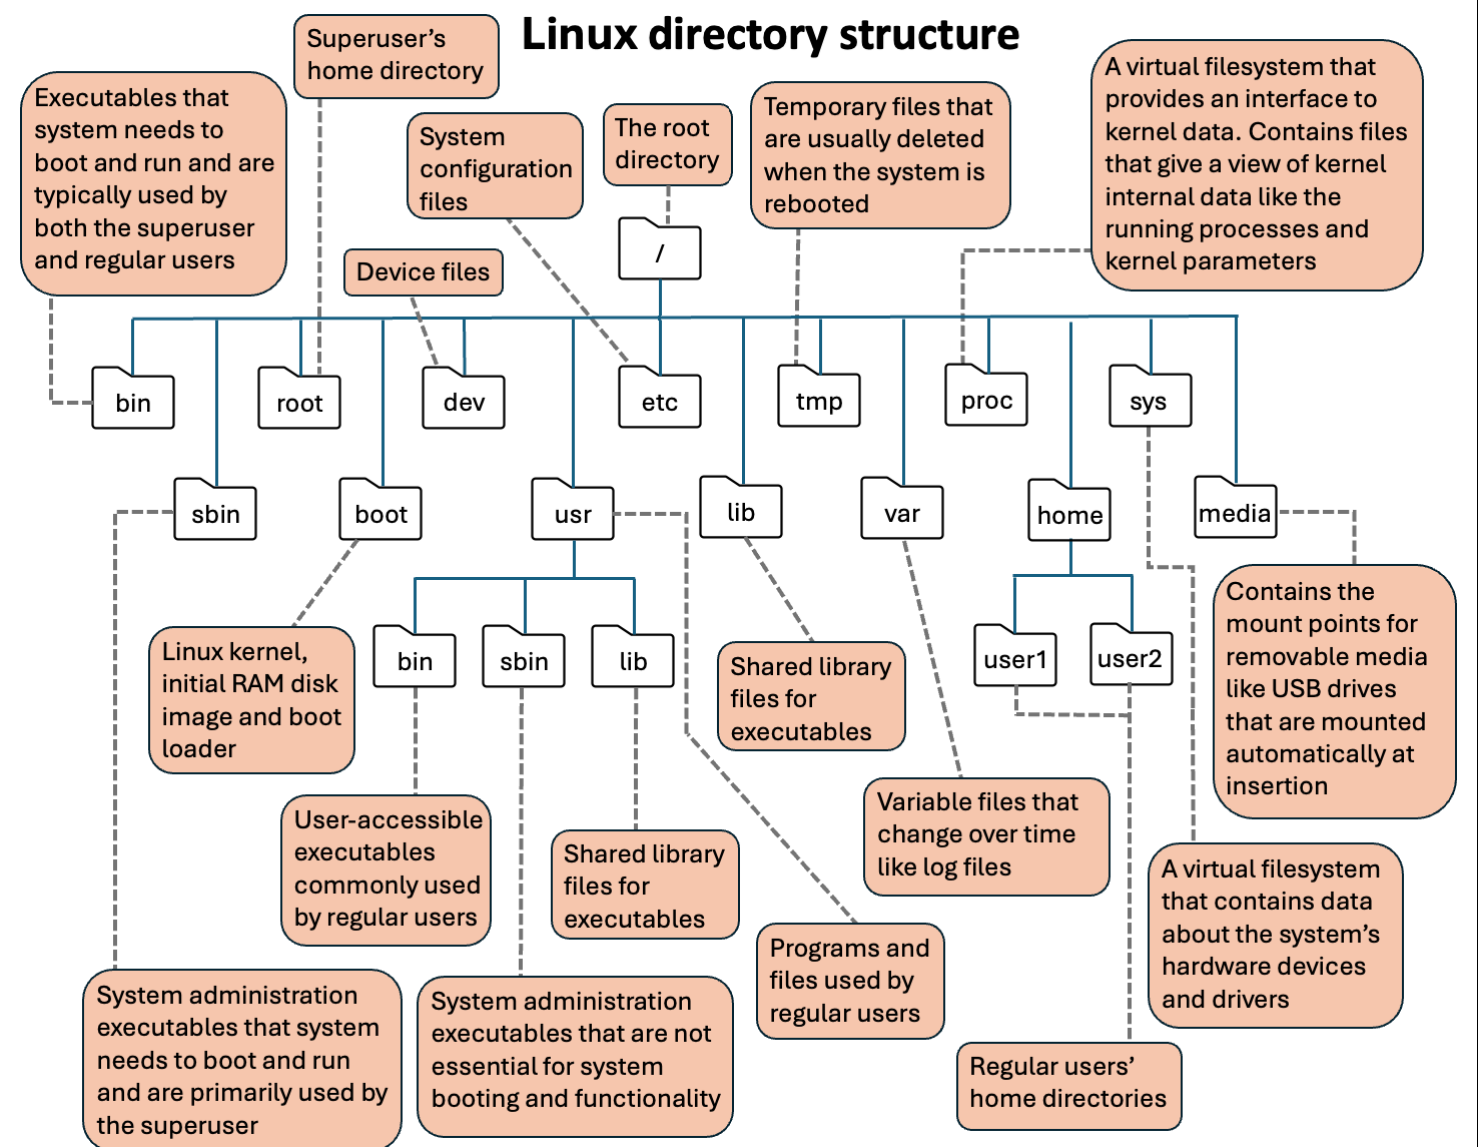 Linux directory structure
Superuser's
home directory
Executables that
system needs to
boot and run and are
typically used by
both the superuser
and regular users
System
configuration
files
The root
directory
Temporary files that
are usually deleted
when the system is
rebooted
A virtual filesystem that
provides an interface to
kernel data. Contains files
that give a view of kernel
internal data like the
running processes and
kernel parameters
Device files
/
bin
root
dev
etc
tmp
proc
sys
sbin
boot
usr
lib
var
home
media
bin
sbin
lib
user1
user2
Linux kernel,
initial RAM disk
image and boot
loader
Shared library
files for
executables
Contains the
mount points for
removable media
like USB drives
that are mounted
automatically at
insertion
User-accessible
executables
commonly used
by regular users
Shared library
files for
executables
Variable files that
change over time
like log files
A virtual filesystem
that contains data
about the system's
hardware devices
and drivers
Programs and
files used by
regular users
System administration
executables that system
needs to boot and run
and are primarily used by
the superuser
System administration
executables that are not
essential for system
booting and functionality
Regular users'
home directories